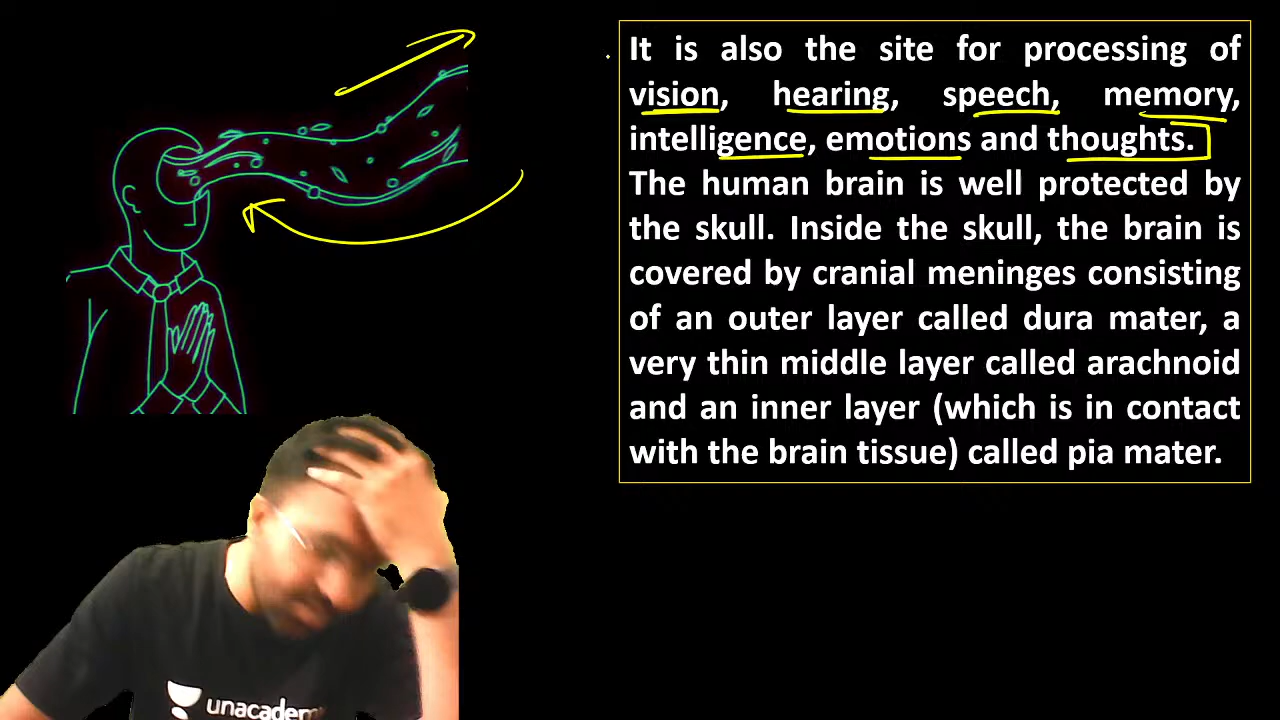 It is also the site for processing of
vision, hearing, speech, memory,
intelligence, emotions and thoughts.
The human brain is well protected by
the skull. Inside the skull, the brain is
covered by cranial meninges consisting
of an outer layer called dura mater, a
very thin middle layer called arachnoid
and an inner layer (which is in contact
with the brain tissue) called pia mater.
unacademy